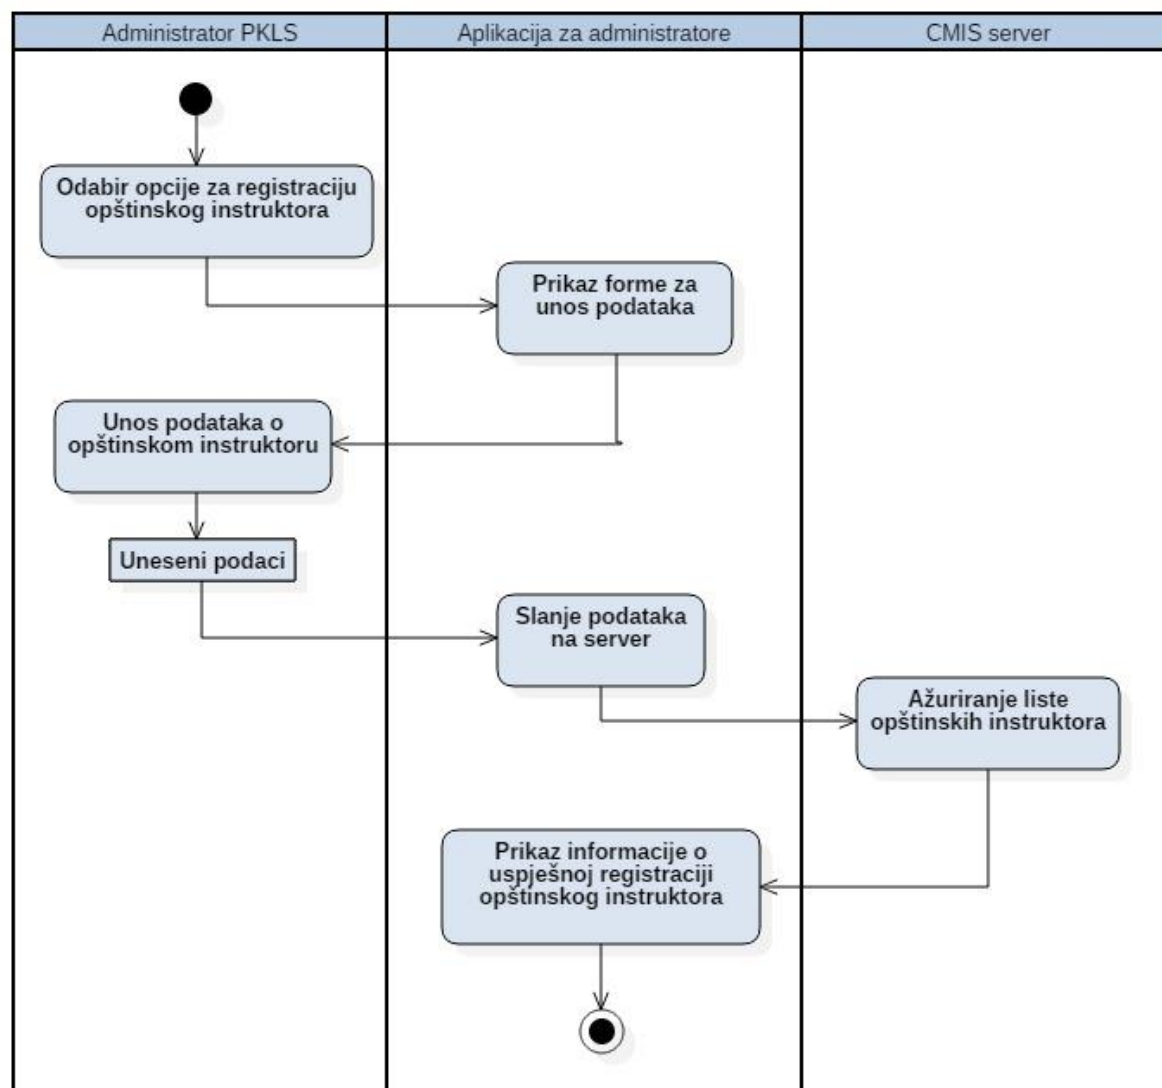 Administrator PKLS
Aplikacija za administratore
CMIS server
Odabir opcije za registraciju
opštinskog instruktora
Prikaz forme za
unos podataka
Unos podataka o
opštinskom instruktoru
Uneseni podaci
Slanje podataka
na server
Ažuriranje liste
opštinskih instruktora
Prikaz informacije o
uspješnoj registraciji
opštinskog instruktora